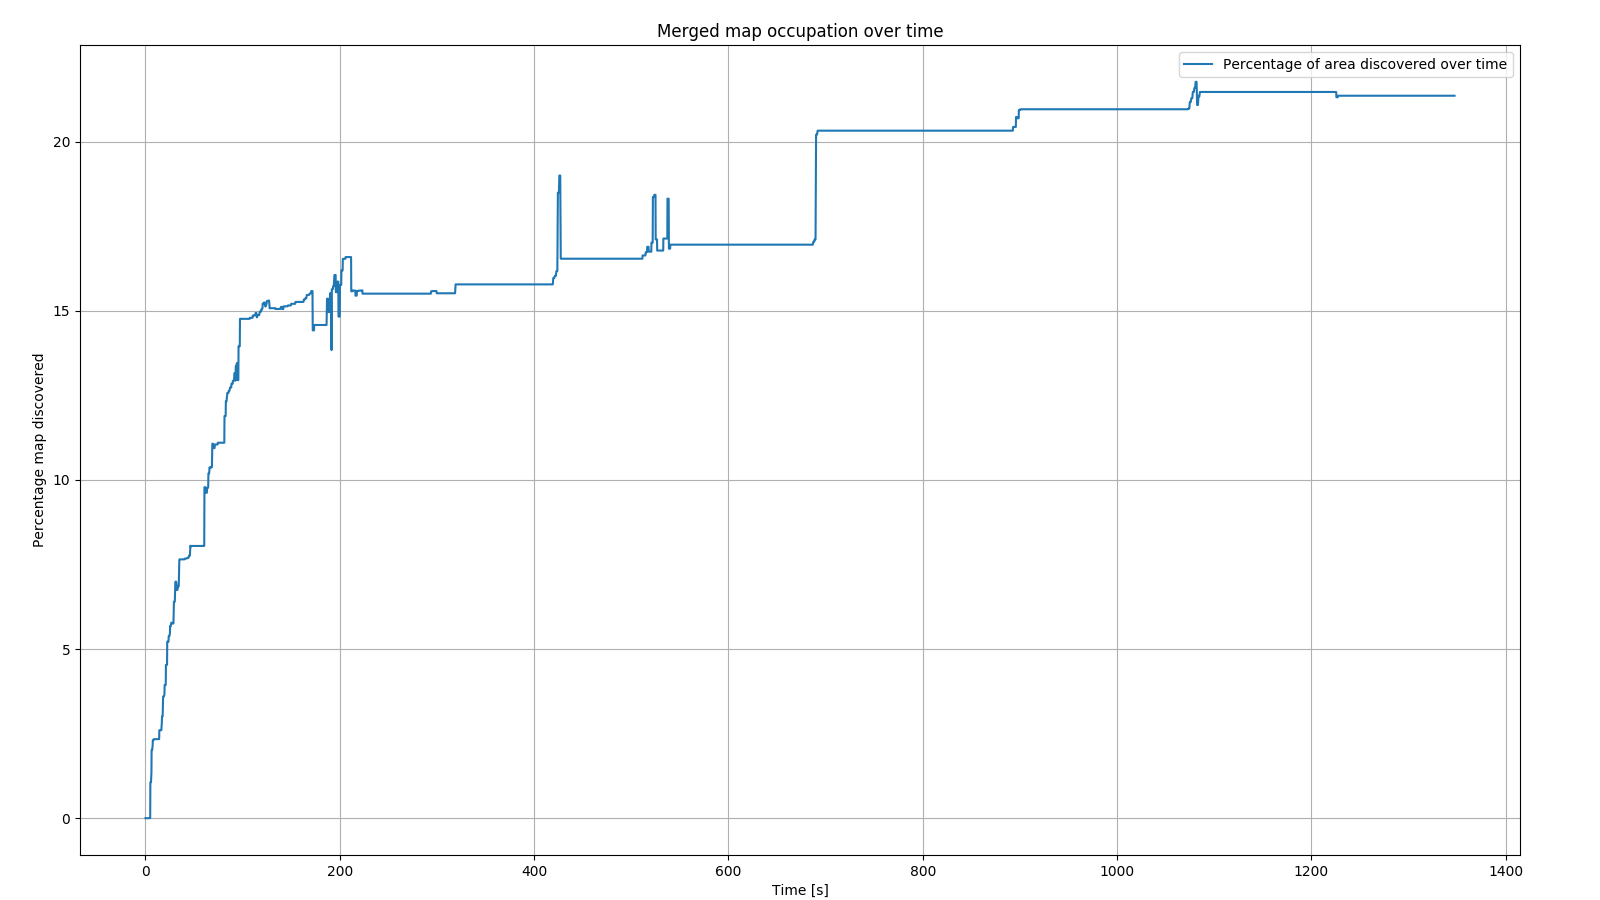 Merged map occupation over time
Percentage of area discovered over time
Percentage map discovered
20
15
10
5
0
0 200 400 600 800 1000 1200 1400
Time [s]